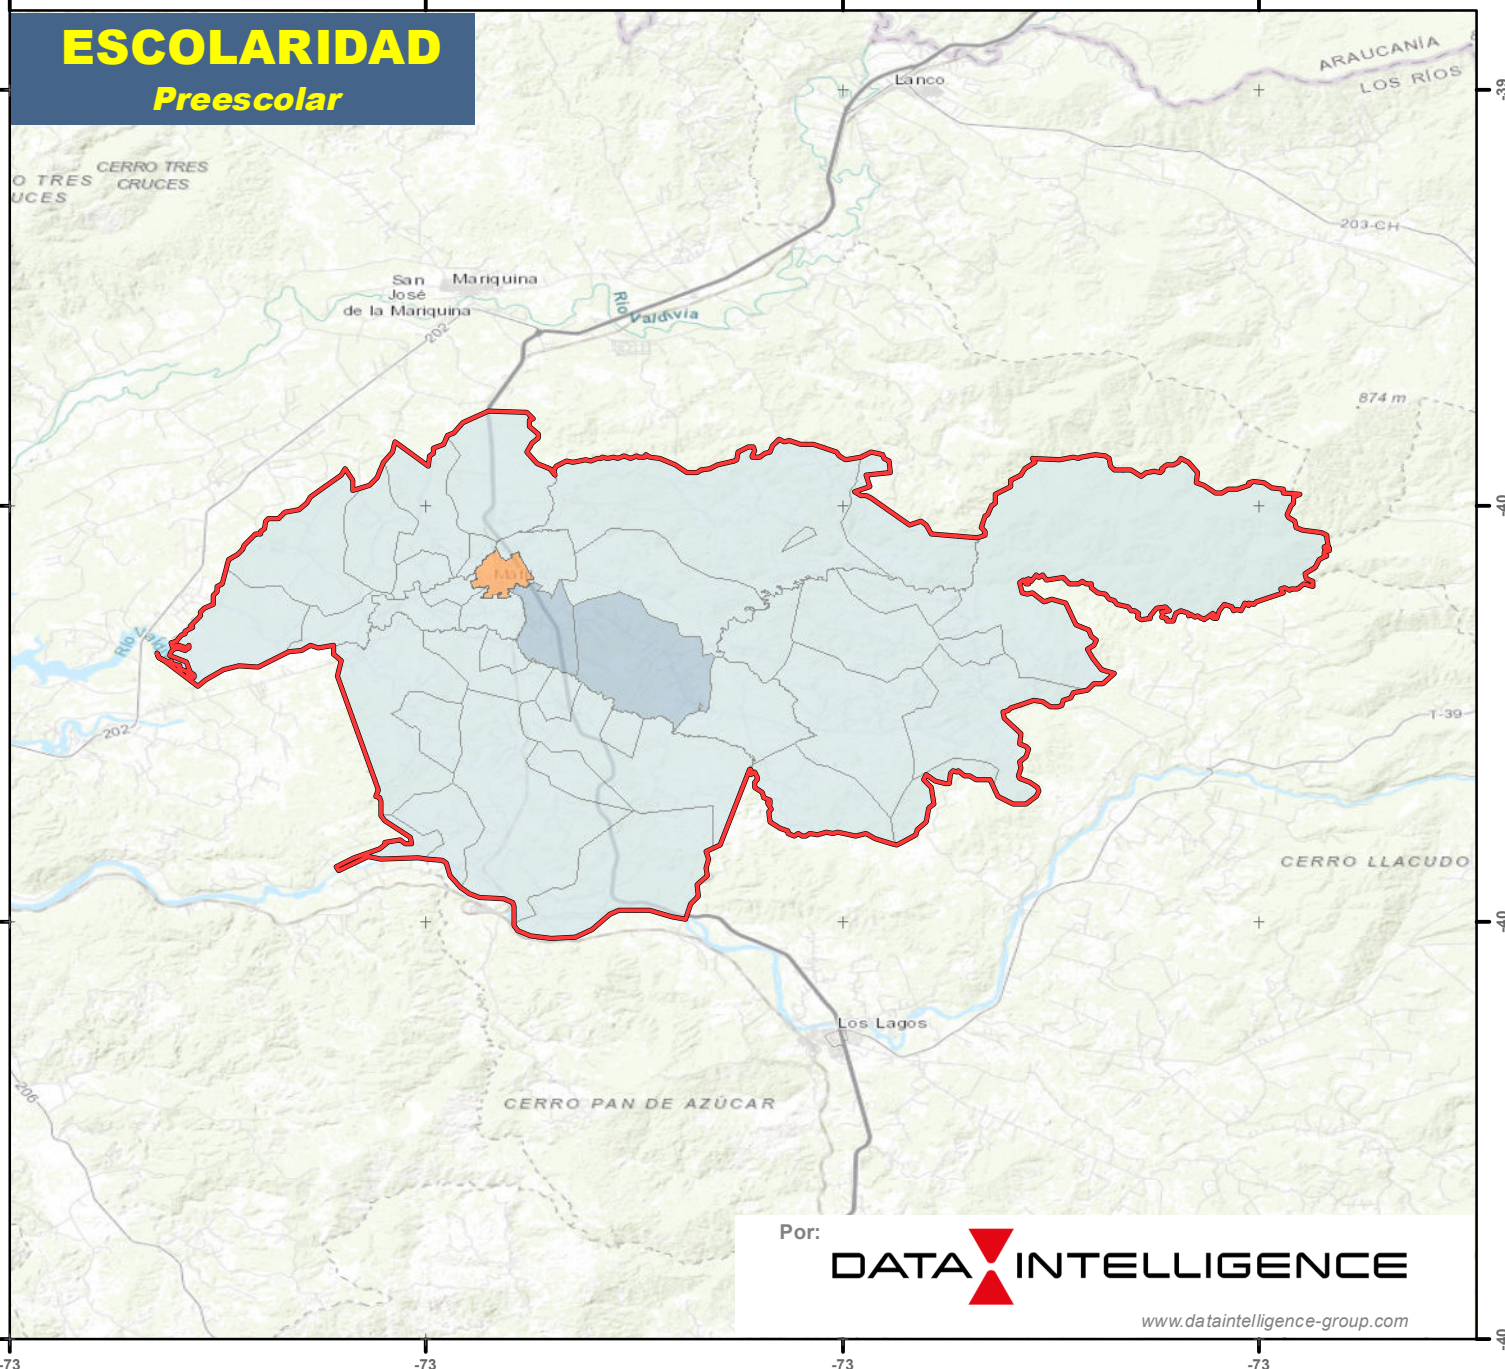 ESCOLARIDAD
Preescolar
ARAUCANÍA
LOS RÍOS
Lanco
-39
CERRO TRES
CRUCES
O TRES
UCES
203-CH
San
José
de la Mariquina
Mariquina
202
Río Valdivia
874 m
-40
Río
202
T-39
CERRO LLACUDO
-40
Los Lagos
206
CERRO PAN DE AZÚCAR
Por:
DATA INTELLIGENCE
www.dataintelligence-group.com
-40
-73
-73
-73
-73